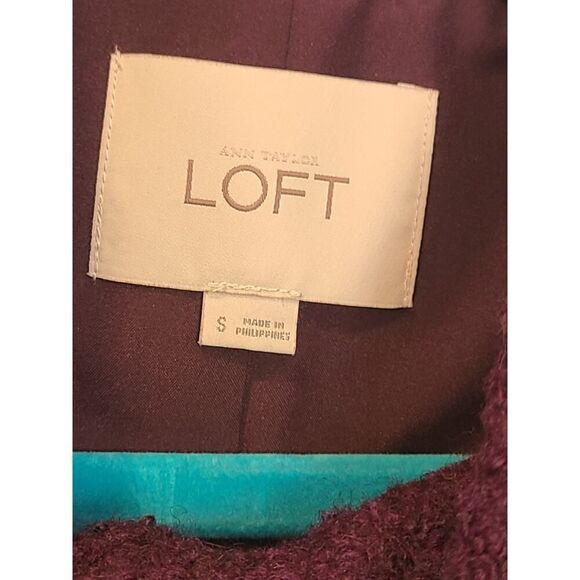 ANN TAYLOR
LOFT
S
MADE IN
PHILIPPINES